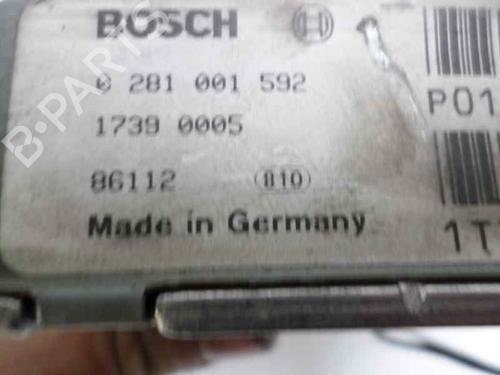 BOSCH
0 281 001 592
P01
1739 0005
86112 810
Made in Germany
1T
B-PARTS